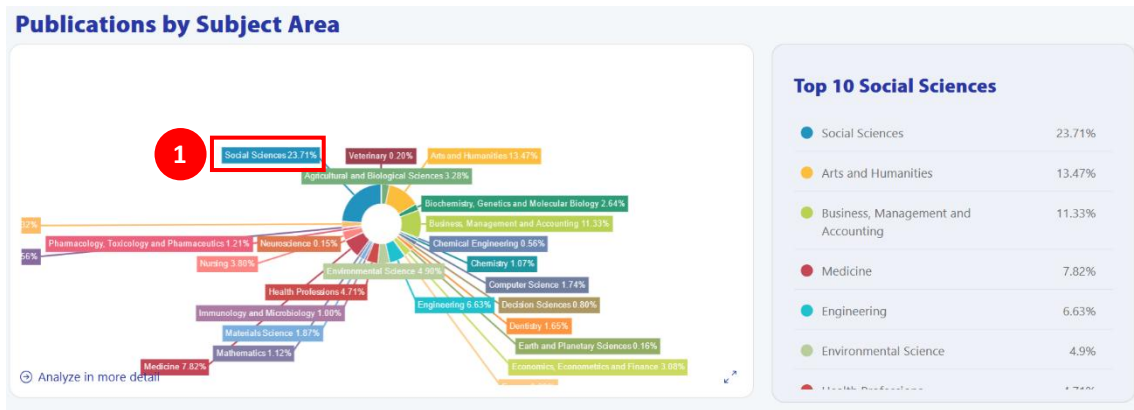 Publications by Subject Area
1
Social Sciences 23.71%
Veterinary 0.20%
Arts and Humanities 13.47%
Agricultural and Biological Sciences 3.28%
Biochemistry, Genetics and Molecular Biology 2.64%
Business, Management and Accounting 11.33%
Pharmacology, Toxicology and Pharmaceutics 1.21%
Neuroscience 0.15%
Chemical Engineering 0.56%
Nursing 3.80%
Environmental Science 4.90%
Chemistry 1.07%
Computer Science 1.74%
Health Professions 4.71%
Engineering 6.63%
Decision Sciences 0.80%
Immunology and Microbiology 1.00%
Dentistry 1.65%
Materials Science 1.87%
Earth and Planetary Sciences 0.16%
Mathematics 1.12%
Medicine 7.82%
Economics, Econometrics and Finance 3.08%
Analyze in more detail
Top 10 Social Sciences
Social Sciences 23.71%
Arts and Humanities 13.47%
Business, Management and 11.33%
Accounting
Medicine 7.82%
Engineering 6.63%
Environmental Science 4.9%